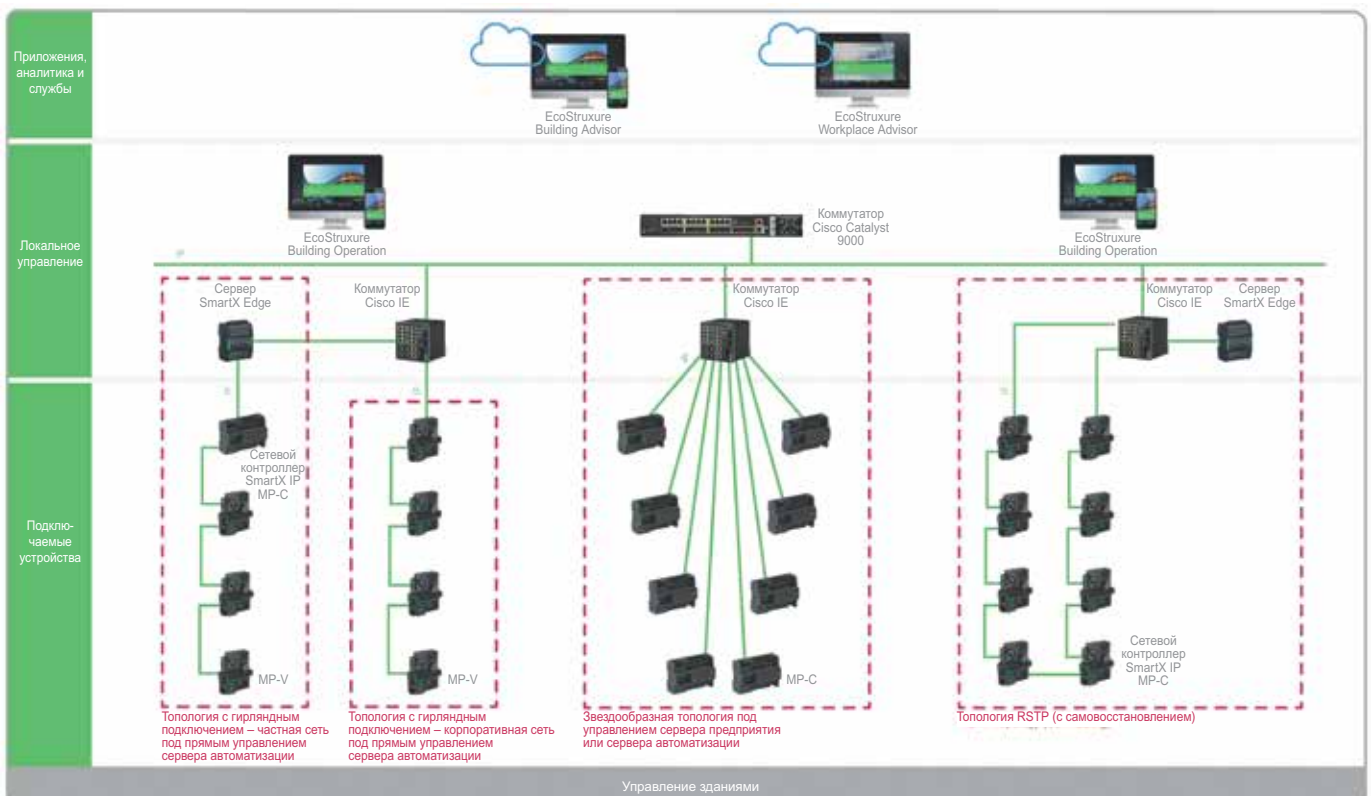 Приложения,
аналитика и
службы
EcoStruxure
Building Advisor
EcoStruxure
Workplace Advisor
Локальное
управление
EcoStruxure
Building Operation
Коммутатор
Cisco Catalyst
9000
EcoStruxure
Building Operation
Сервер
SmartX Edge
Коммутатор
Cisco IE
Коммутатор
Cisco IE
Коммутатор
Cisco IE
Сервер
SmartX Edge
Подклю-
чаемые
устройства
Сетевой
контроллер
SmartX IP
MP-C
MP-V
MP-V
MP-C
Сетевой
контроллер
SmartX IP
MP-C
Топология с гирляндным
подключением – частная сеть
под прямым управлением
сервера автоматизации
Топология с гирляндным
подключением – корпоративная сеть
под прямым управлением
сервера автоматизации
Звездообразная топология под
управлением сервера предприятия
или сервера автоматизации
Топология RSTP (с самовосстановлением)
Управление зданиями